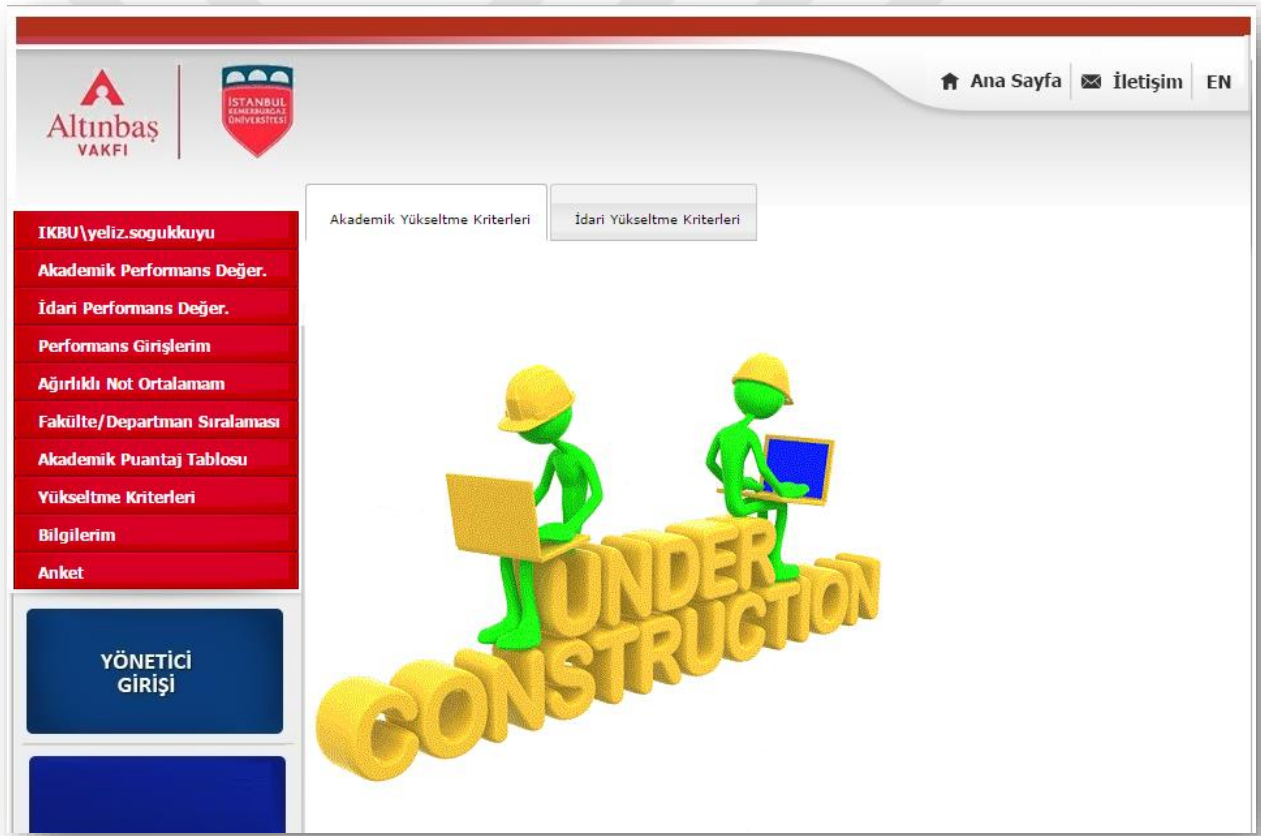 Ana Sayfa
İletişim
EN
Altınbaş
VAKFI
İSTANBUL
KEMERBURGAZ
ÜNİVERSİTESİ
Akademik Yükseltme Kriterleri
İdari Yükseltme Kriterleri
IKBU\yeliz.sogukkuyu
Akademik Performans Değer.
İdari Performans Değer.
Performans Girişlerim
Ağırlıklı Not Ortalamam
Fakülte/Departman Sıralaması
Akademik Puantaj Tablosu
Yükseltme Kriterleri
Bilgilerim
Anket
YÖNETİCİ
GİRİŞİ
UNDER
CONSTRUCTION